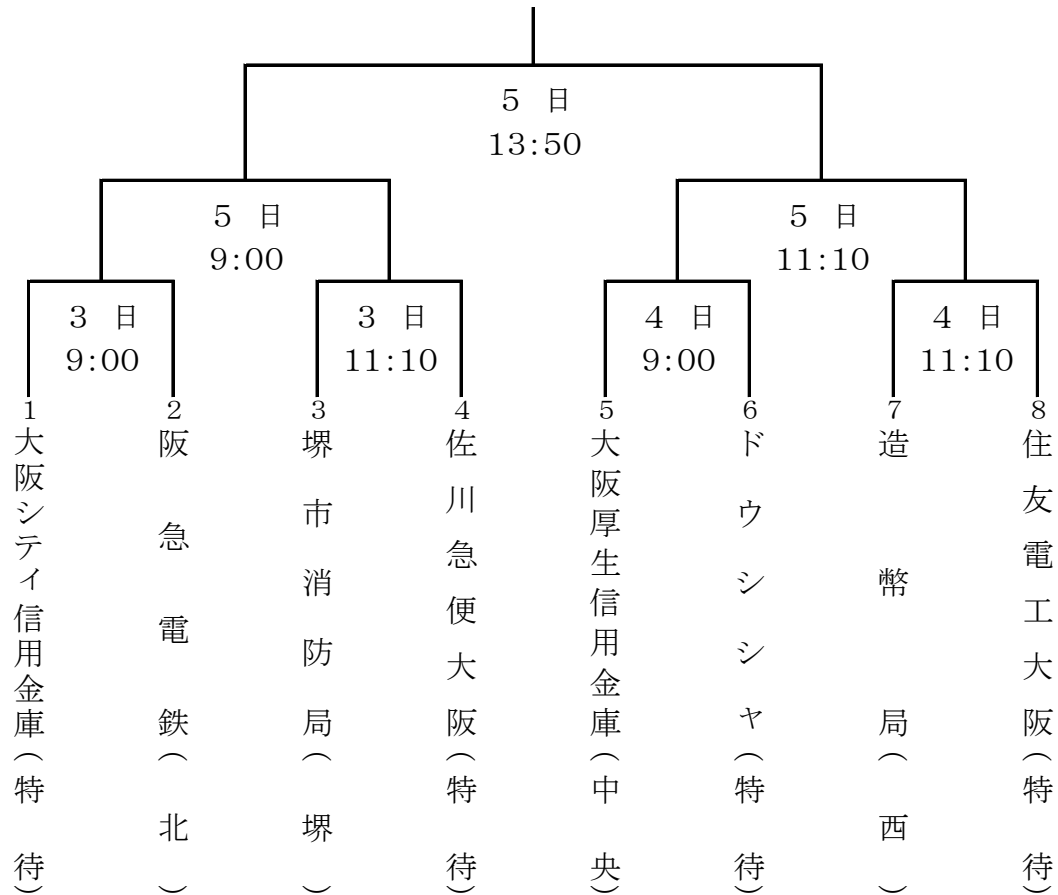 5 日
13:50
5 日
9:00
5 日
11:10
3 日
9:00
3 日
11:10
4 日
9:00
4 日
11:10
1
大阪シティ信用金庫(特待)
2
阪急電鉄(北)
3
堺市消防局(堺)
4
佐川急便大阪(特待)
5
大阪厚生信用金庫(中央)
6
ドウシシャ(特待)
7
造幣局(西)
8
住友電工大阪(特待)